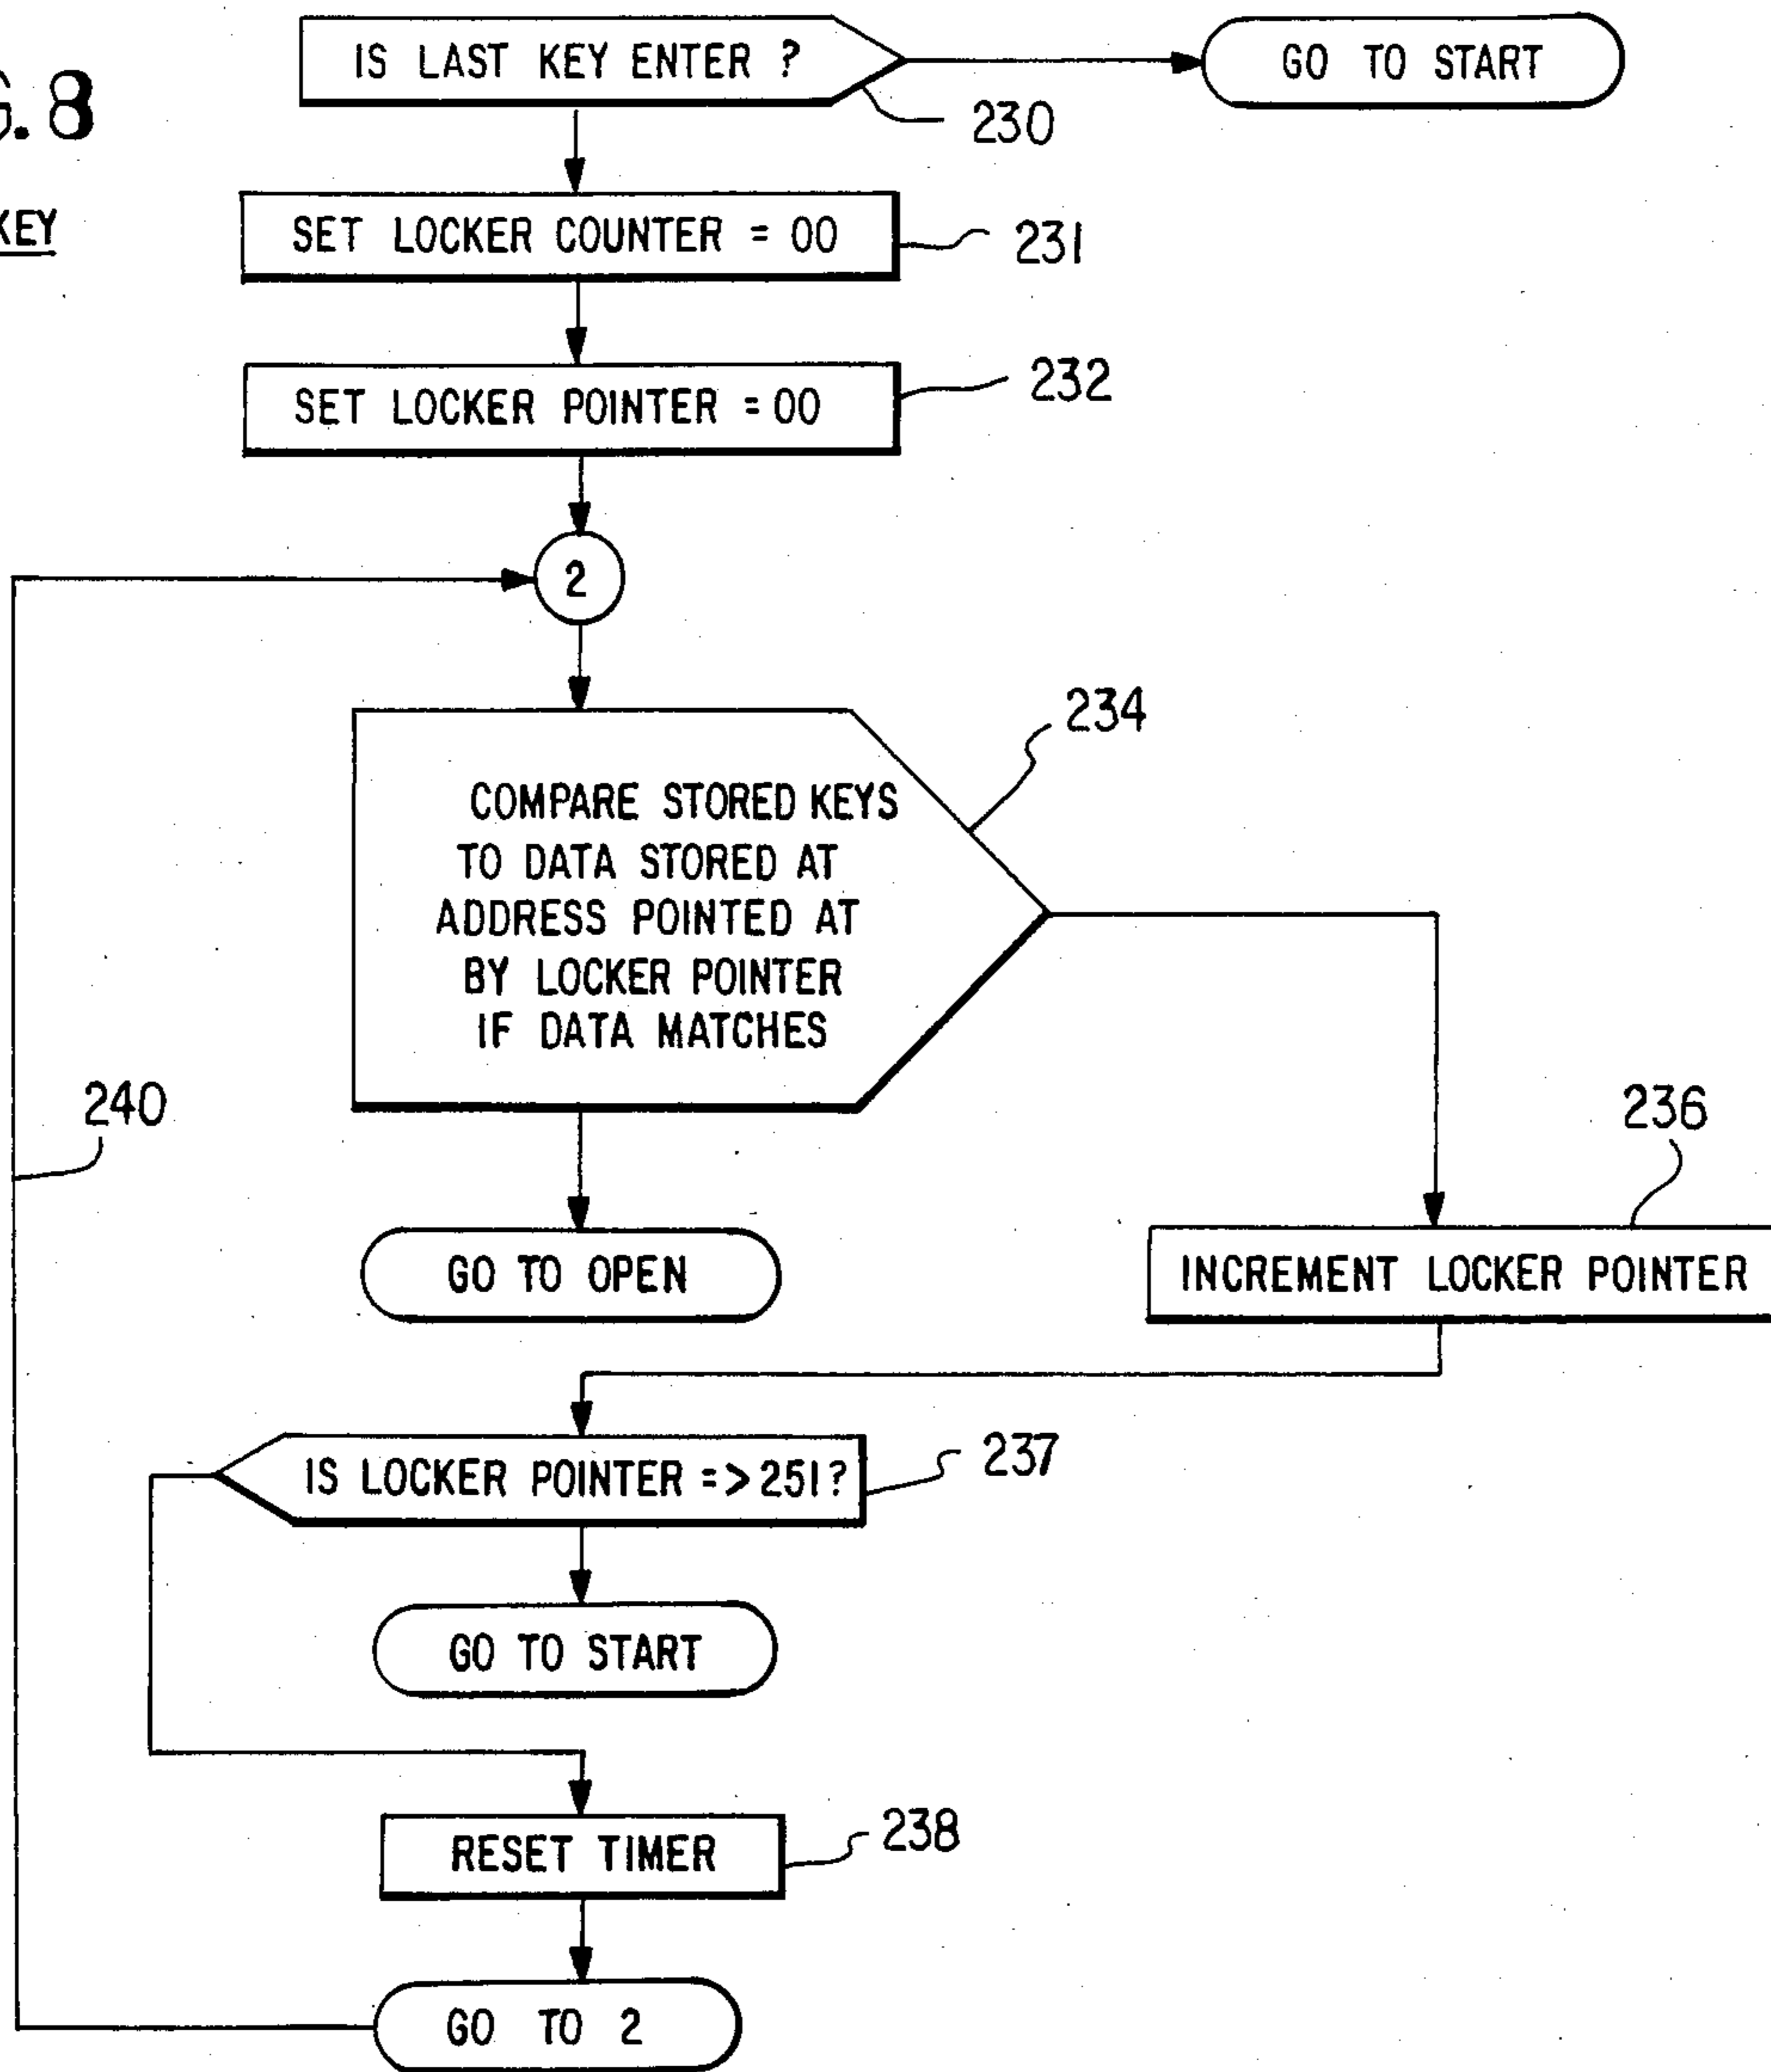 G. 8
KEY
IS LAST KEY ENTER ?
GO TO START
230
SET LOCKER COUNTER = 00
231
SET LOCKER POINTER = 00
232
2
234
COMPARE STORED KEYS
TO DATA STORED AT
ADDRESS POINTED AT
BY LOCKER POINTER
IF DATA MATCHES
240
236
GO TO OPEN
INCREMENT LOCKER POINTER
IS LOCKER POINTER => 251?
237
GO TO START
RESET TIMER
238
GO TO 2